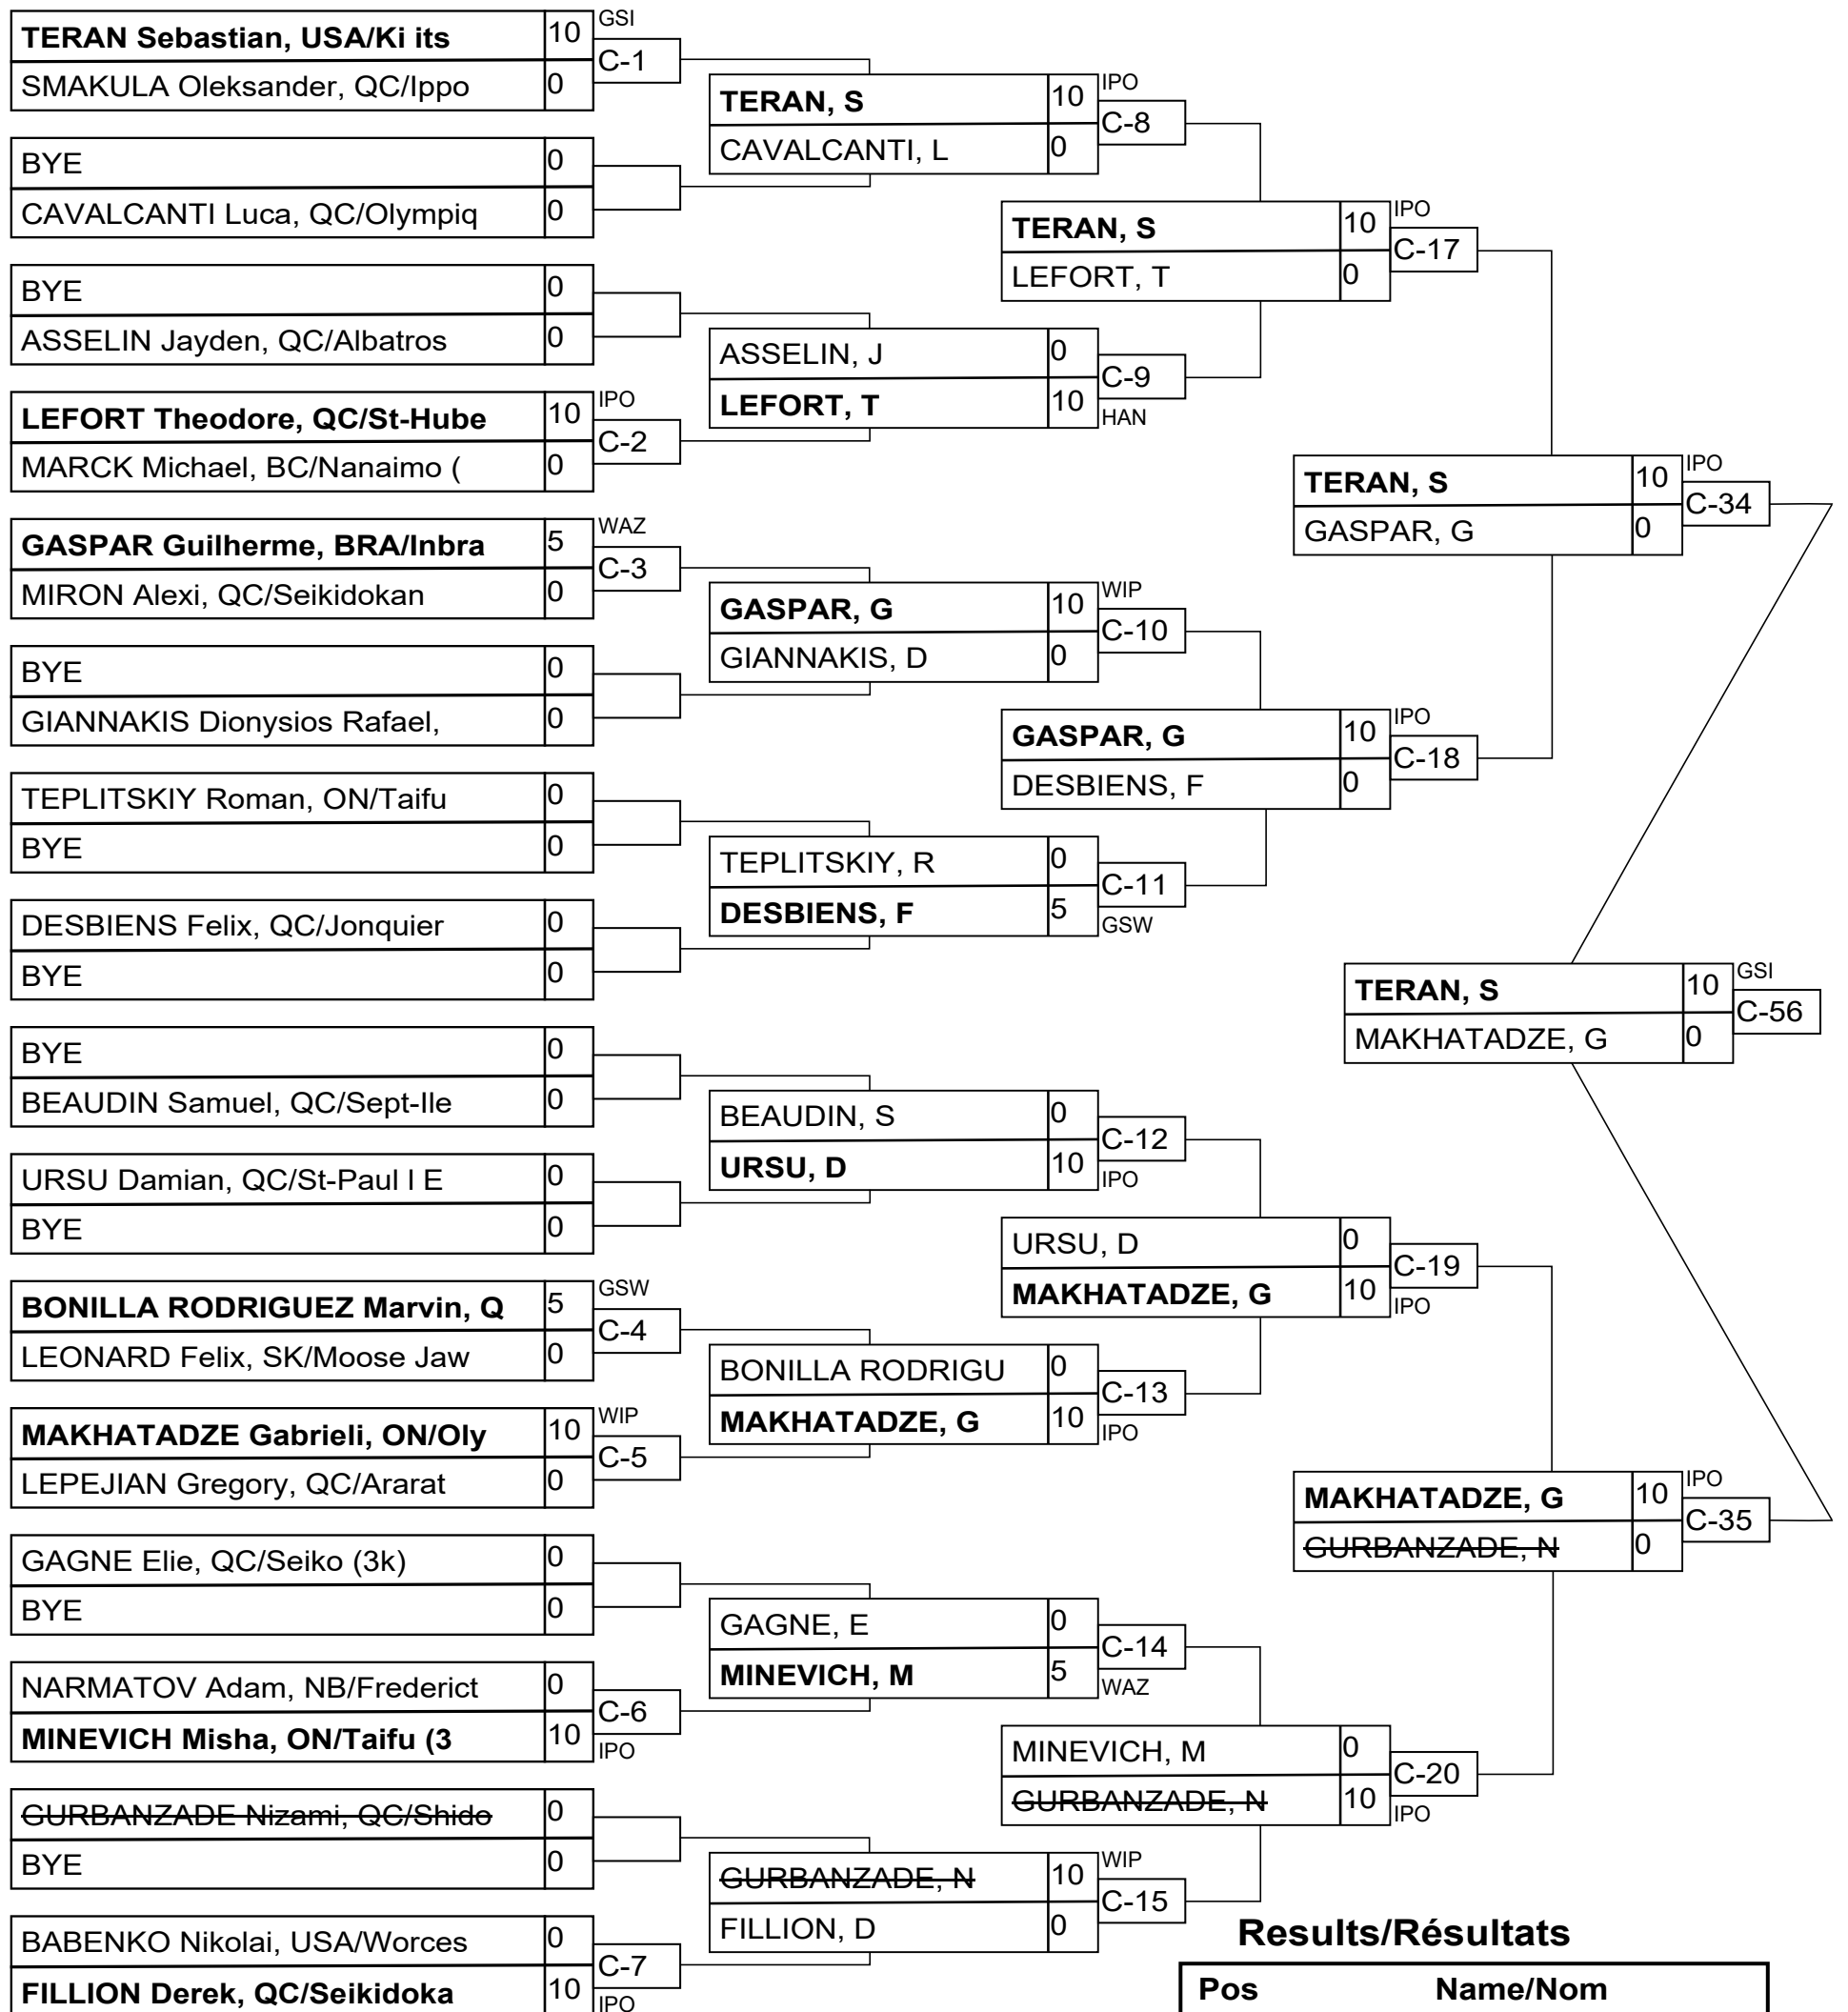 TERAN Sebastian, USA/Ki its 10 GSI
C-1
SMAKULA Oleksander, QC/Ippo 0
BYE 0
CAVALCANTI Luca, QC/Olympiq 0
BYE 0
ASSELIN Jayden, QC/Albatros 0
LEFORT Theodore, QC/St-Hube 10 IPO
C-2
MARCK Michael, BC/Nanaimo ( 0
GASPAR Guilherme, BRA/Inbra 5 WAZ
C-3
MIRON Alexi, QC/Seikidokan 0
BYE 0
GIANNAKIS Dionysios Rafael, 0
TEPLITSKIY Roman, ON/Taifu 0
BYE 0
DESBIENS Felix, QC/Jonquier 0
BYE 0
BYE 0
BEAUDIN Samuel, QC/Sept-Ile 0
URSU Damian, QC/St-Paul l E 0
BYE 0
BONILLA RODRIGUEZ Marvin, Q 5 GSW
C-4
LEONARD Felix, SK/Moose Jaw 0
MAKHATADZE Gabrieli, ON/Oly 10 WIP
C-5
LEPEJIAN Gregory, QC/Ararat 0
GAGNE Elie, QC/Seiko (3k) 0
BYE 0
NARMATOV Adam, NB/Frederict 0
C-6
MINEVICH Misha, ON/Taifu (3 10 IPO
GURBANZADE Nizami, QC/Shido 0
BYE 0
BABENKO Nikolai, USA/Worces 0
C-7
FILLION Derek, QC/Seikidoka 10 IPO
TERAN, S 10 IPO
C-8
CAVALCANTI, L 0
ASSELIN, J 0
C-9
LEFORT, T 10 HAN
GASPAR, G 10 WIP
C-10
GIANNAKIS, D 0
TEPLITSKIY, R 0
C-11
DESBIENS, F 5 GSW
BEAUDIN, S 0
C-12
URSU, D 10 IPO
BONILLA RODRIGU 0
C-13
MAKHATADZE, G 10 IPO
GAGNE, E 0
C-14
MINEVICH, M 5 WAZ
GURBANZADE, N 10 WIP
C-15
FILLION, D 0
TERAN, S 10 IPO
C-17
LEFORT, T 0
GASPAR, G 10 IPO
C-18
DESBIENS, F 0
URSU, D 0
C-19
MAKHATADZE, G 10 IPO
MINEVICH, M 0
C-20
GURBANZADE, N 10 IPO
TERAN, S 10 IPO
C-34
GASPAR, G 0
MAKHATADZE, G 10 IPO
C-35
GURBANZADE, N 0
TERAN, S 10 GSI
C-56
MAKHATADZE, G 0
Results/Résultats
Pos Name/Nom